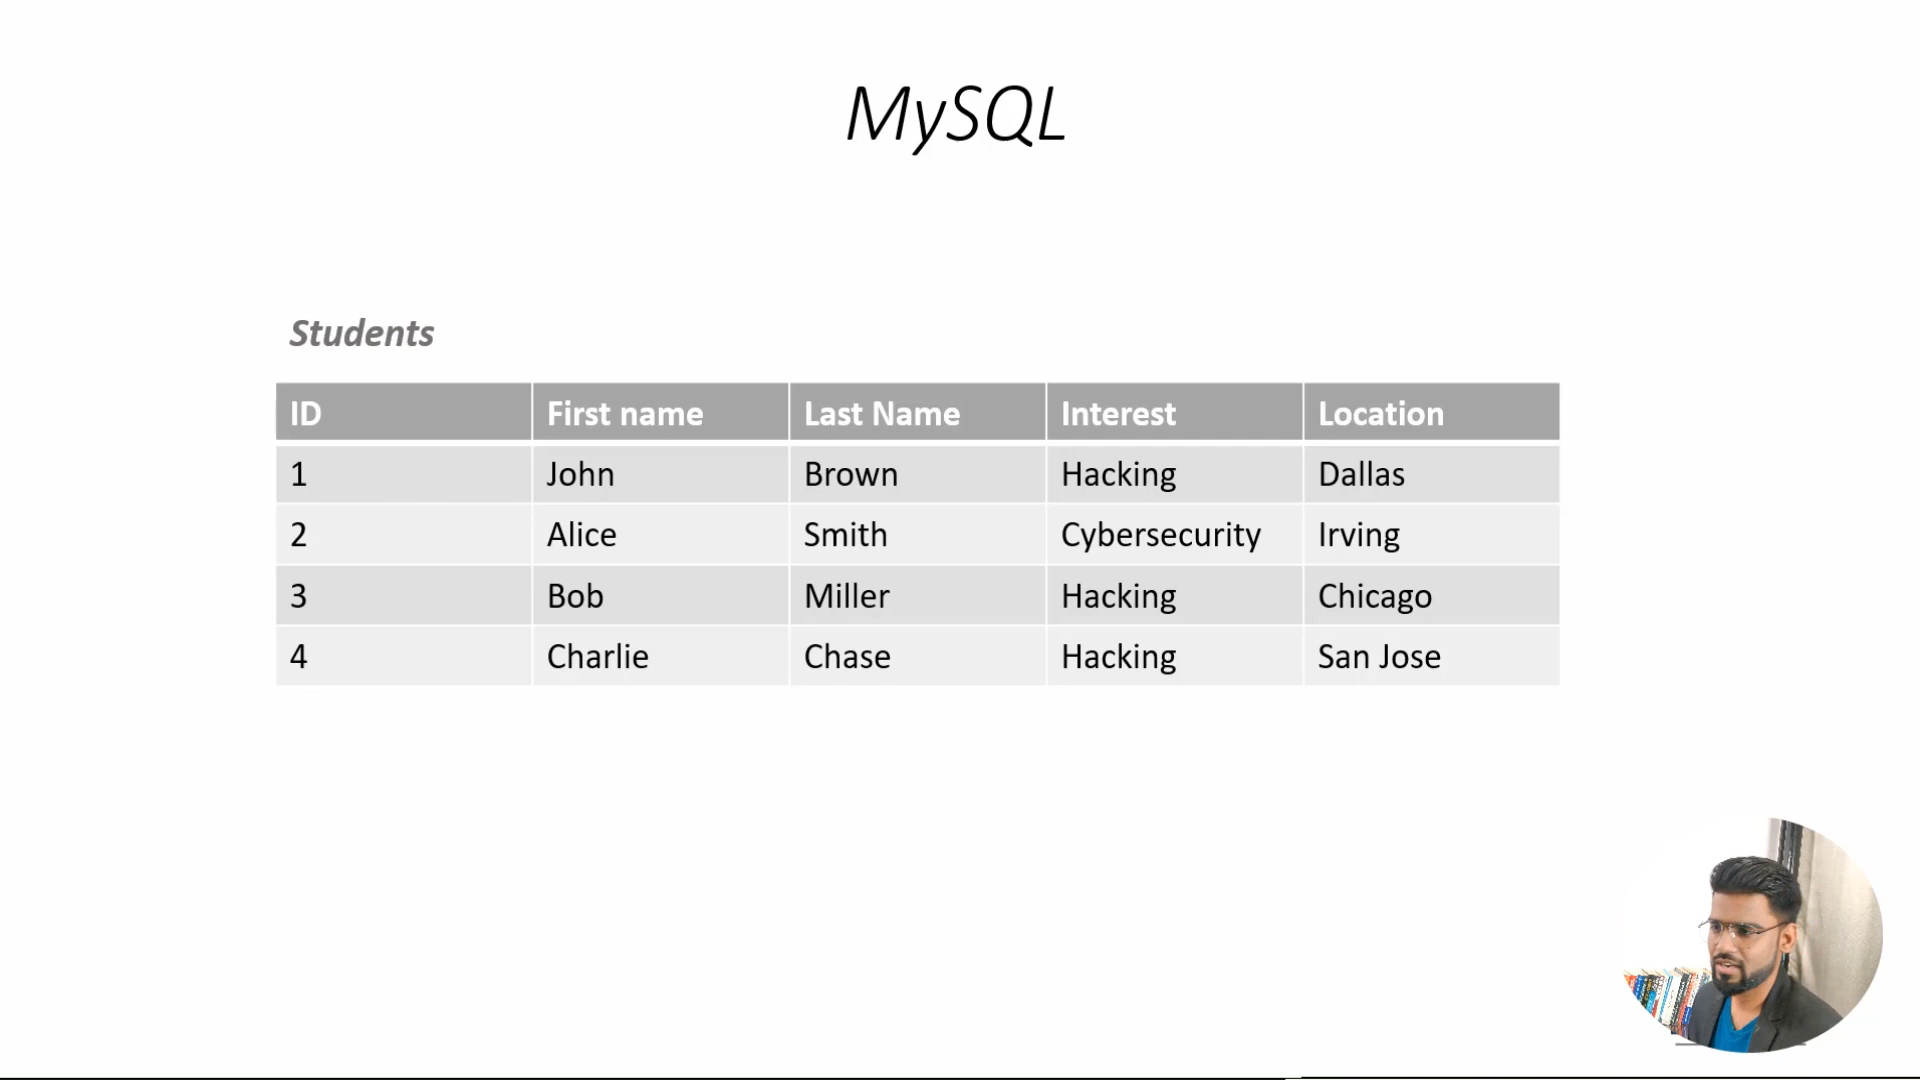 MySQL
Students
ID First name Last Name Interest Location
1 John Brown Hacking Dallas
2 Alice Smith Cybersecurity Irving
3 Bob Miller Hacking Chicago
4 Charlie Chase Hacking San Jose